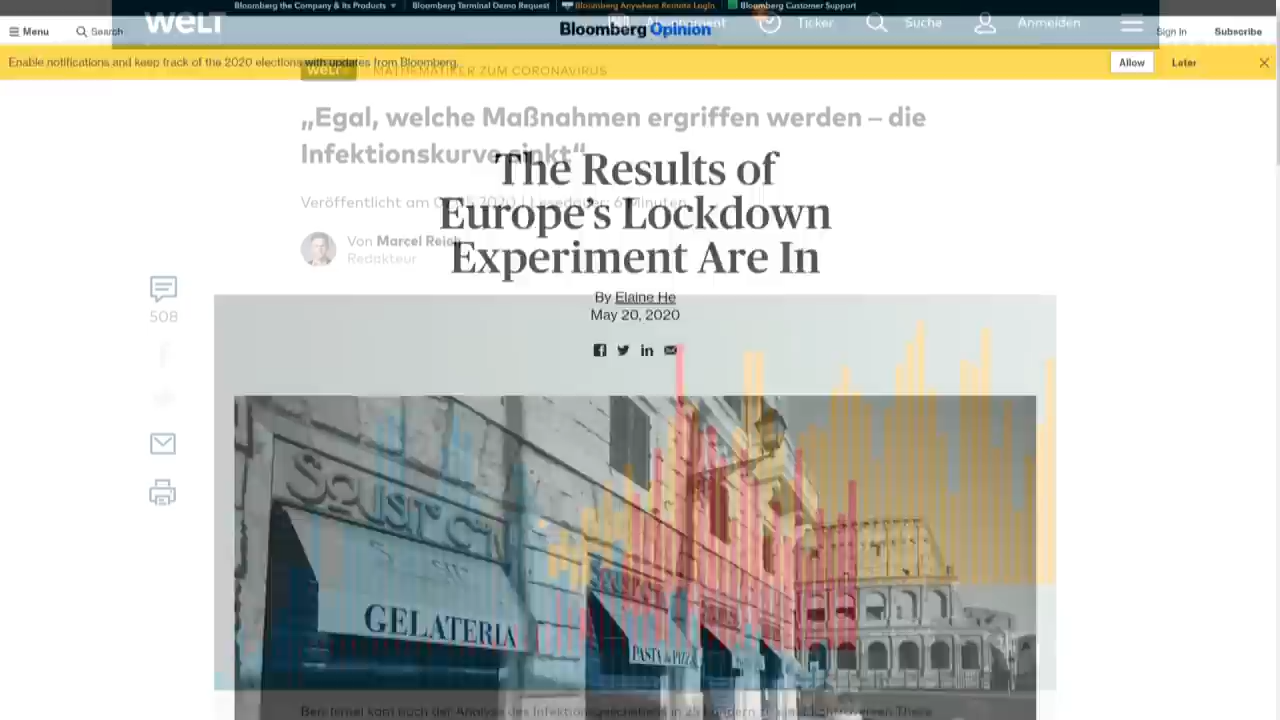 Bloomberg the Company & Its Products Bloomberg Terminal Demo Request Bloomberg Anywhere Remote Login Bloomberg Customer Support
welt Abonnement Ticker Suche Anmelden
Menu Search Bloomberg Opinion Sign In Subscribe
Enable notifications and keep track of the 2020 elections with updates from Bloomberg. Allow Later
welt+ MATHEMATIKER ZUM CORONAVIRUS
„Egal, welche Maßnahmen ergriffen werden – die
Infektionskurve sinkt“
The Results of
Europe’s Lockdown
Experiment Are In
Veröffentlicht am 2020 | Lesedauer: 6 Minuten
Von Marcel Reich
Redakteur
By Elaine He
May 20, 2020
508
GELATERIA
PASTA & PIZZA